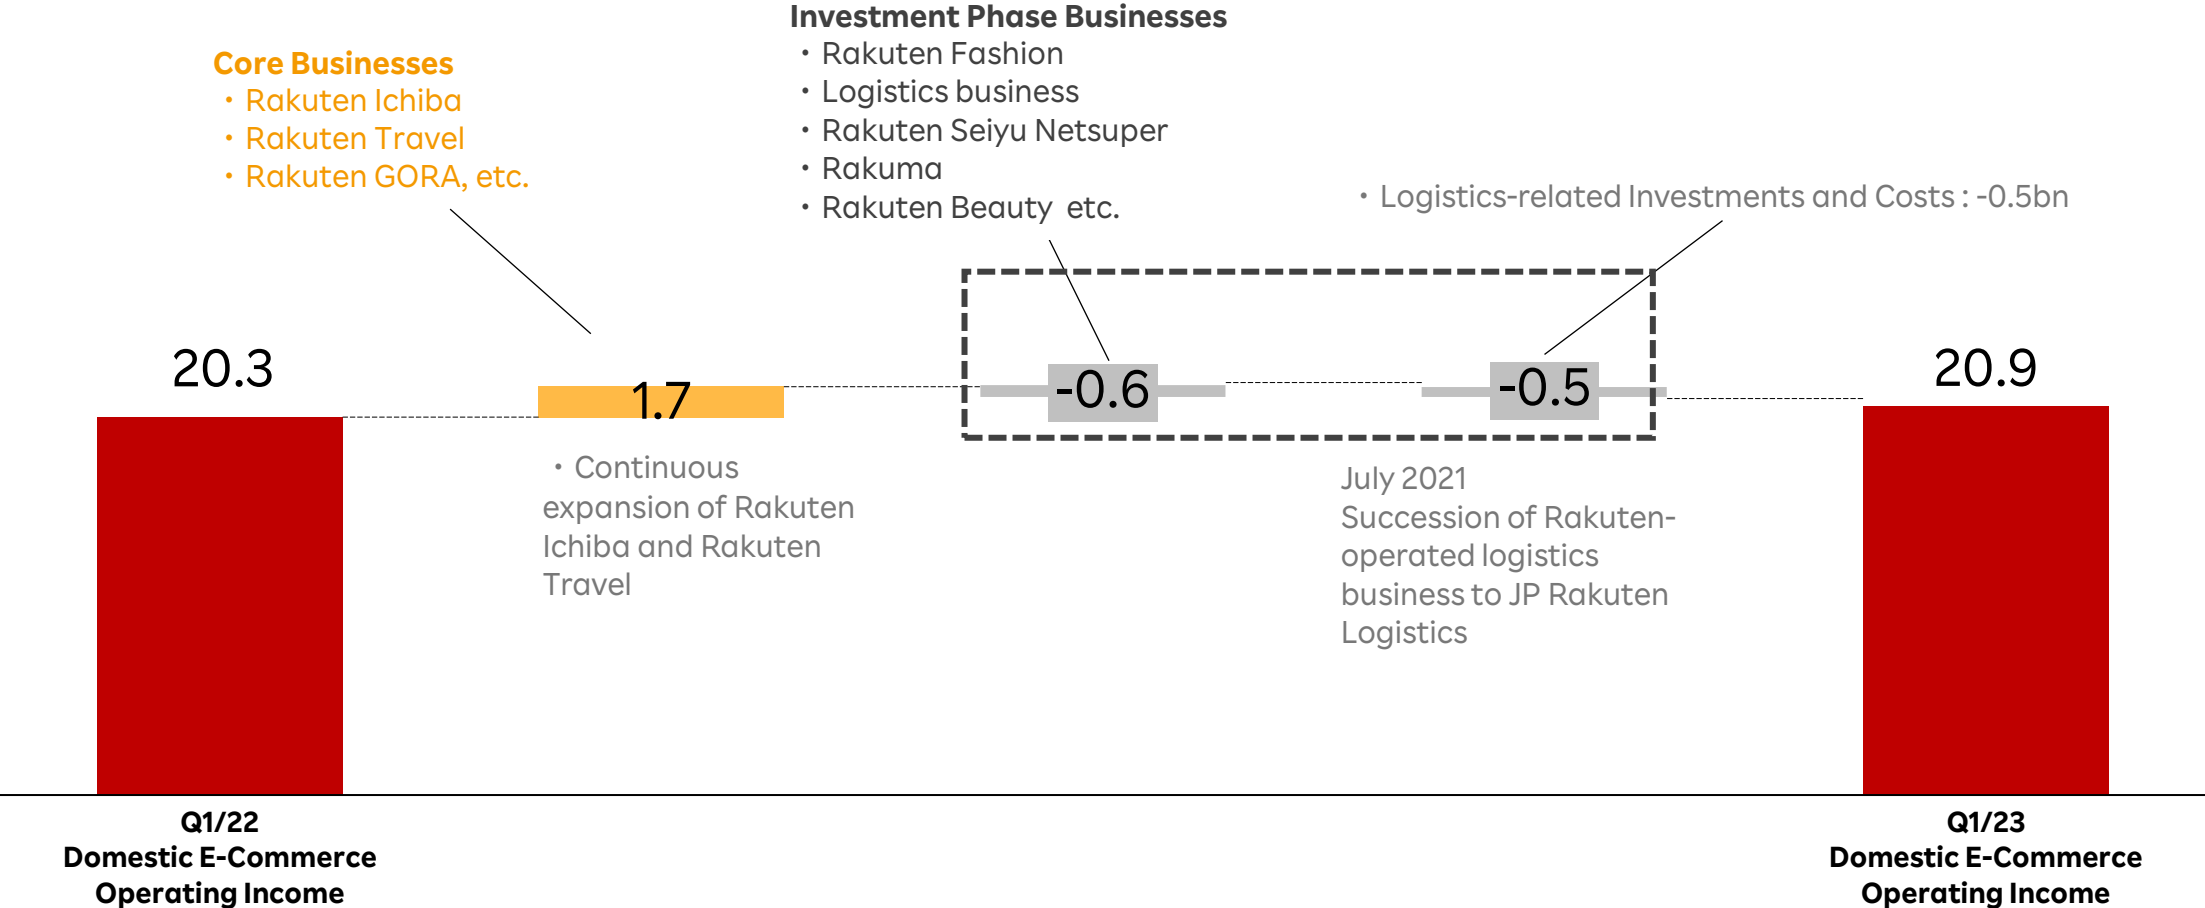 Investment Phase Businesses
・Rakuten Fashion
・Logistics business
・Rakuten Seiyu Netsuper
・Rakuma
・Rakuten Beauty etc.
Core Businesses
・Rakuten Ichiba
・Rakuten Travel
・Rakuten GORA, etc.
・Logistics-related Investments and Costs : -0.5bn
20.3
1.7
-0.6
-0.5
20.9
・Continuous
expansion of Rakuten
Ichiba and Rakuten
Travel
July 2021
Succession of Rakuten-
operated logistics
business to JP Rakuten
Logistics
Q1/22
Domestic E-Commerce
Operating Income
Q1/23
Domestic E-Commerce
Operating Income